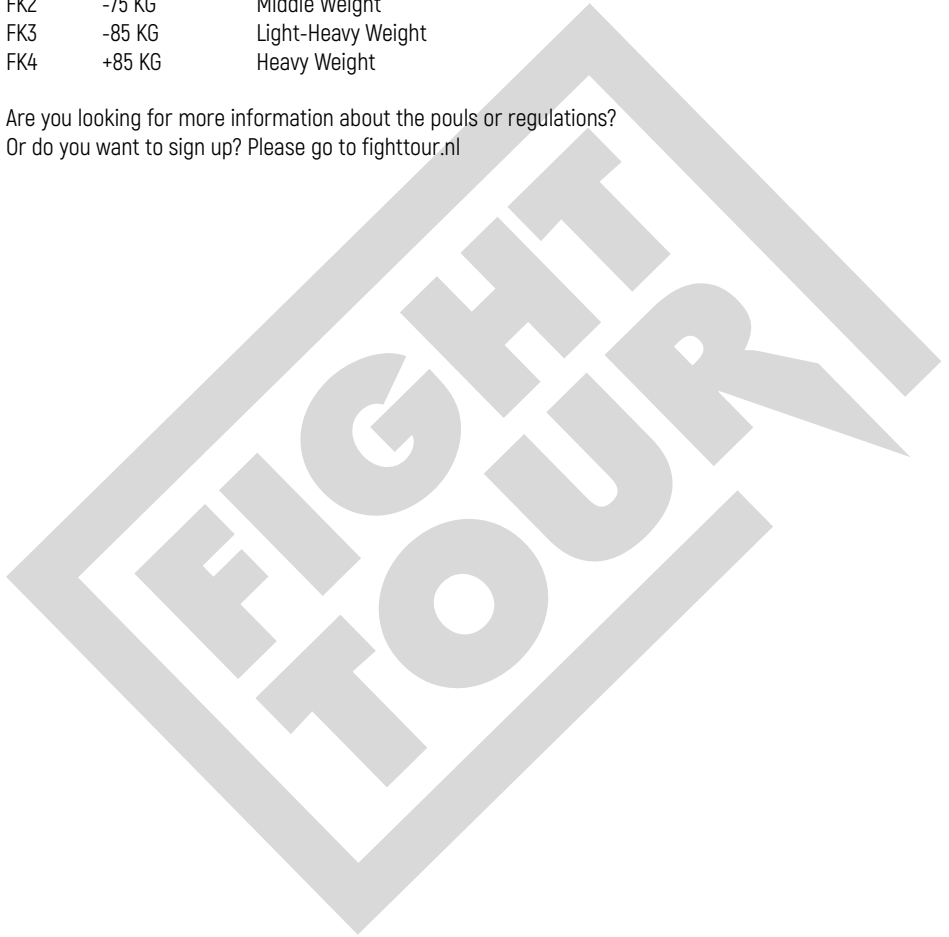 FK2 -75 KG Middle Weight
FK3 -85 KG Light-Heavy Weight
FK4 +85 KG Heavy Weight
Are you looking for more information about the pouls or regulations?
Or do you want to sign up? Please go to fighttour.nl
FIGHT
TOUR